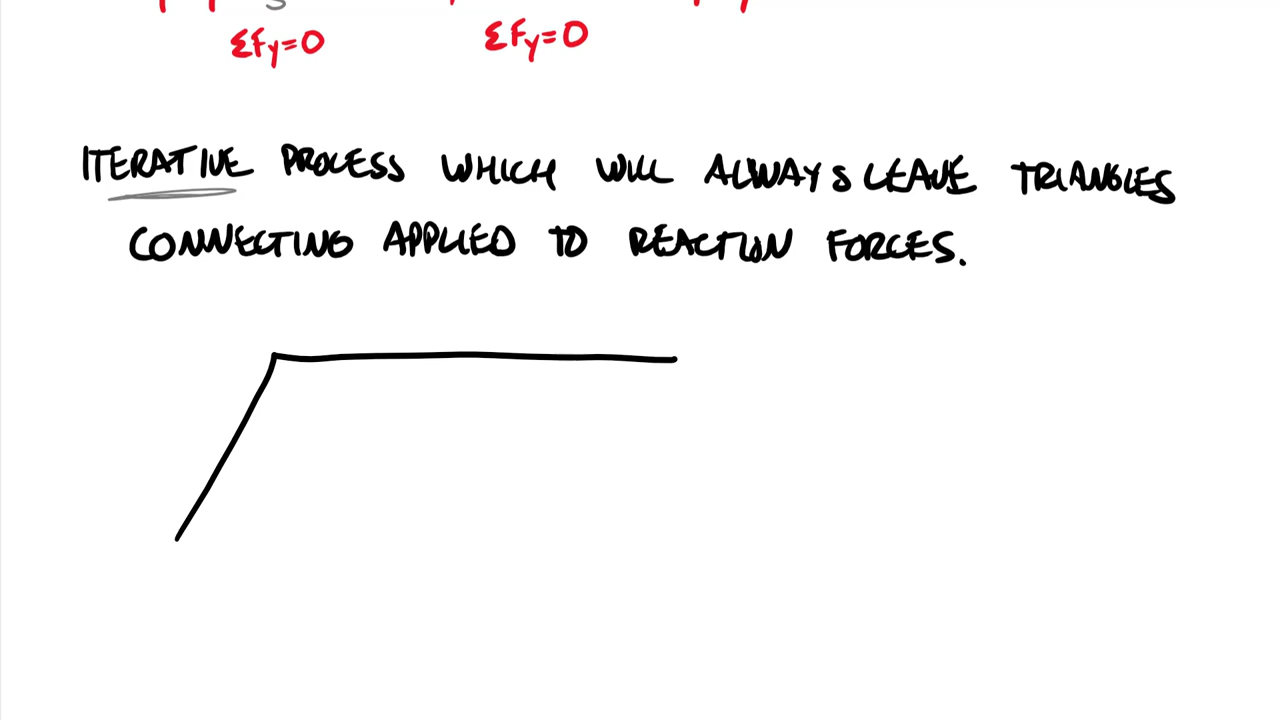 ΣFy=0 ΣFy=0
ITERATIVE PROCESS WHICH WILL ALWAYS LEAVE TRIANGLES
CONNECTING APPLIED TO REACTION FORCES.